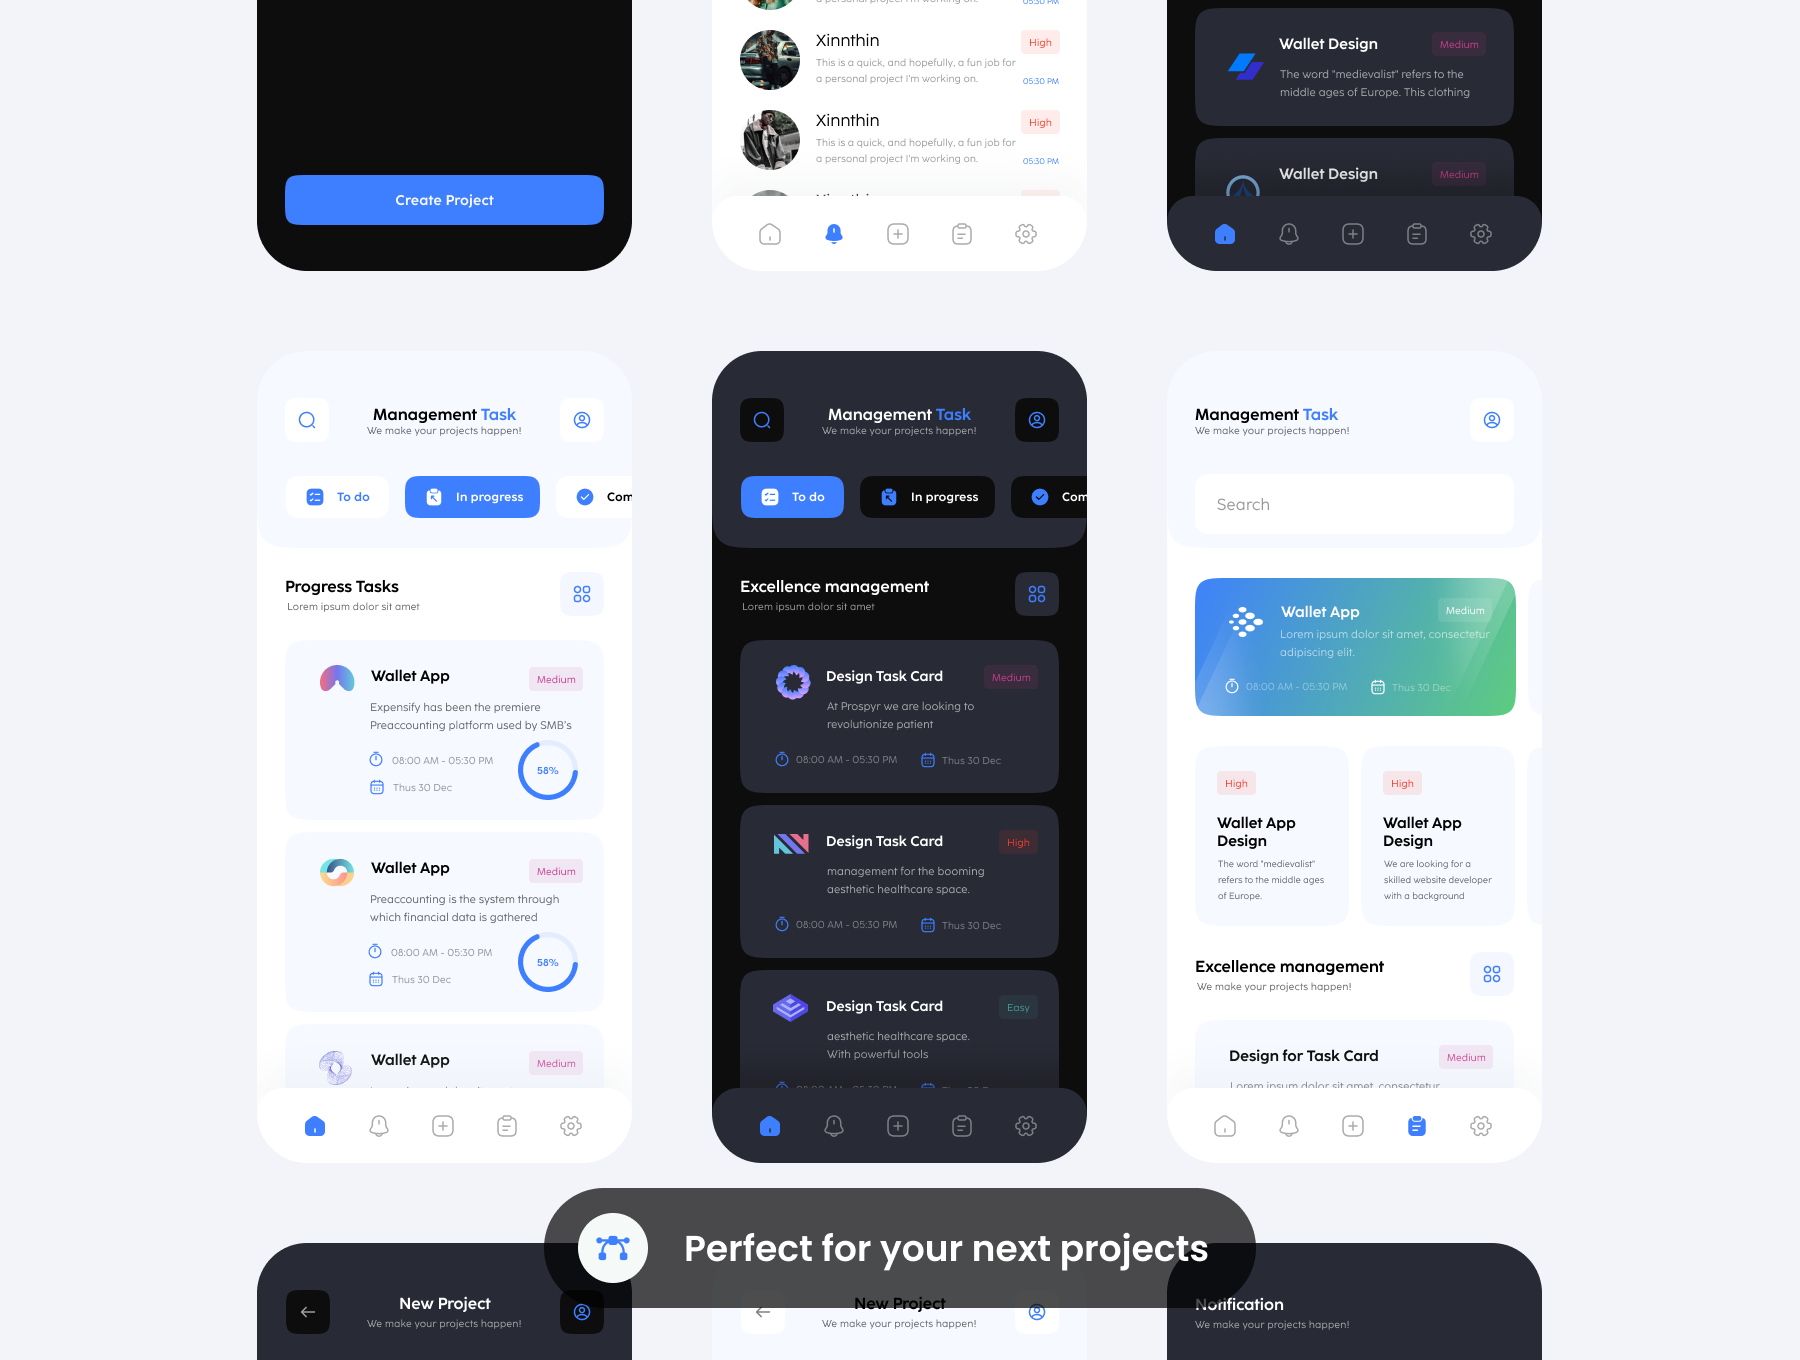 Create Project
a personal project I'm working on.
05:30 PM
Xinnthin
High
This is a quick, and hopefully, a fun job for
a personal project I'm working on.
05:30 PM
Xinnthin
High
This is a quick, and hopefully, a fun job for
a personal project I'm working on.
05:30 PM
Wallet Design
Medium
The word "medievalist" refers to the
middle ages of Europe. This clothing
Wallet Design
Medium
Management Task
We make your projects happen!
To do
In progress
Com
Progress Tasks
Lorem ipsum dolor sit amet
Wallet App
Medium
Expensify has been the premiere
Preaccounting platform used by SMB's
08:00 AM - 05:30 PM
Thus 30 Dec
58%
Wallet App
Medium
Preaccounting is the system through
which financial data is gathered
08:00 AM - 05:30 PM
Thus 30 Dec
58%
Wallet App
Medium
Management Task
We make your projects happen!
To do
In progress
Com
Excellence management
Lorem ipsum dolor sit amet
Design Task Card
Medium
At Prospyr we are looking to
revolutionize patient
08:00 AM - 05:30 PM
Thus 30 Dec
Design Task Card
High
management for the booming
aesthetic healthcare space.
08:00 AM - 05:30 PM
Thus 30 Dec
Design Task Card
Easy
aesthetic healthcare space.
With powerful tools
Management Task
We make your projects happen!
Search
Wallet App
Medium
Lorem ipsum dolor sit amet, consectetur
adipiscing elit.
08:00 AM - 05:30 PM
Thus 30 Dec
High
Wallet App
Design
The word "medievalist"
refers to the middle ages
of Europe.
High
Wallet App
Design
We are looking for a
skilled website developer
with a background
Excellence management
We make your projects happen!
Design for Task Card
Medium
Lorem ipsum dolor sit amet, consectetur
Perfect for your next projects
New Project
We make your projects happen!
New Project
We make your projects happen!
Notification
We make your projects happen!